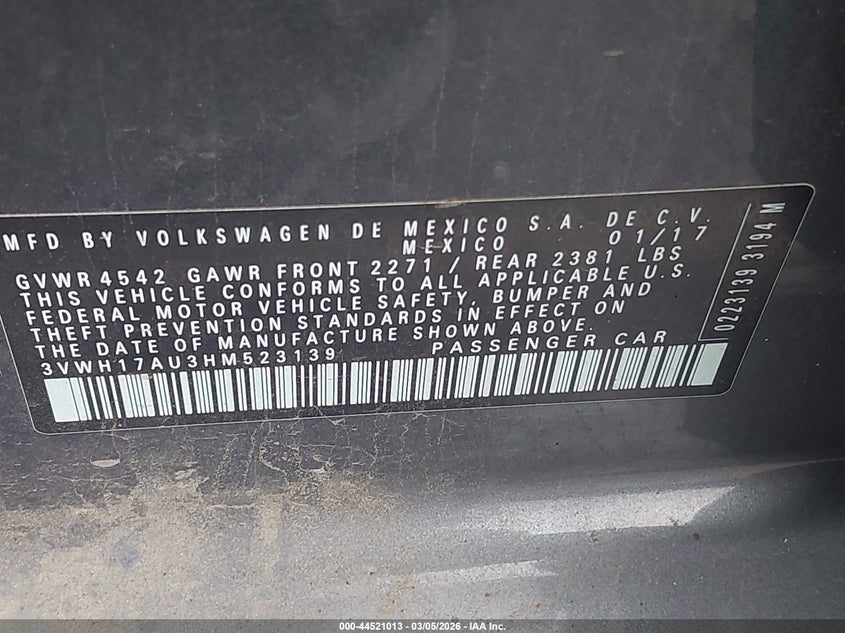 MFD BY VOLKSWAGEN DE MEXICO S.A. DE C.V.
MEXICO 01/17
GVWR 4542 GAWR FRONT 2271 / REAR 2381 LBS
THIS VEHICLE CONFORMS TO ALL APPLICABLE U.S.
FEDERAL MOTOR VEHICLE SAFETY, BUMPER AND
THEFT PREVENTION STANDARDS IN EFFECT ON
THE DATE OF MANUFACTURE SHOWN ABOVE.
3VWH17AU3HM523139 PASSENGER CAR
0223139 3194 M
000-44521013 — 03/05/2026 — IAA Inc.